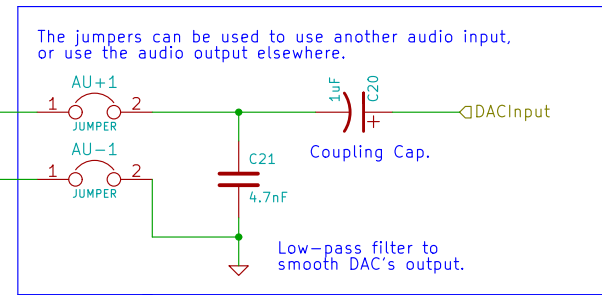 The jumpers can be used to use another audio input,
or use the audio output elsewhere.
AU+1
1 2
JUMPER
1uF
C20
+
DACInput
AU-1
1 2
JUMPER
Coupling Cap.
C21
4.7nF
Low-pass filter to
smooth DAC's output.